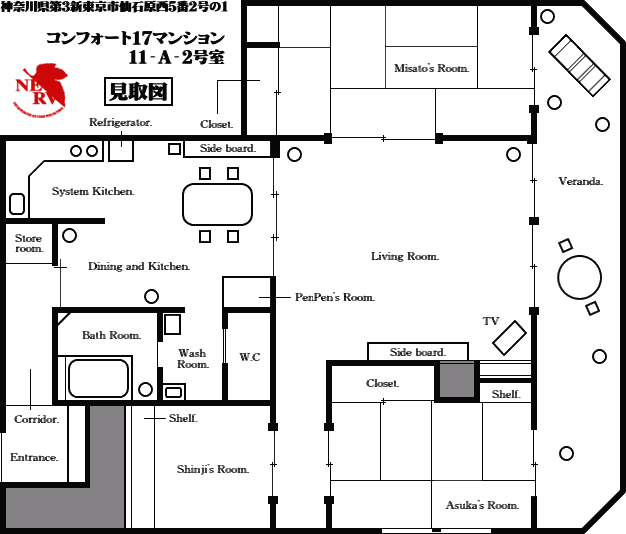 神奈川県第3新東京市仙石原西5番2号の1
コンフォート17マンション
11-A-2号室
NERV
見取図
Misato's Room.
Closet.
Refrigerator.
Side board.
System Kitchen.
Veranda.
Store
room.
Living Room.
Dining and Kitchen.
PenPen's Room.
TV
Bath Room.
Wash
Room.
W.C
Side board.
Closet.
Shelf.
Corridor.
Shelf.
Entrance.
Shinji's Room.
Asuka's Room.